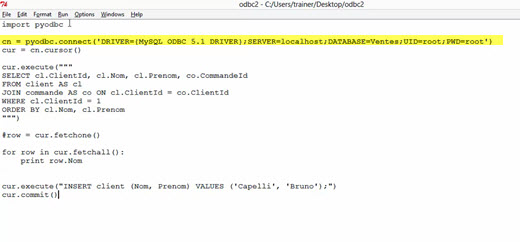 odbc2 - C:/Users/trainer/Desktop/odbc2
File Edit Format Run Options Windows Help
import pyodbc
cn = pyodbc.connect('DRIVER={MySQL ODBC 5.1 DRIVER};SERVER=localhost;DATABASE=Ventes;UID=root;PWD=root')
cur = cn.cursor()
cur.execute("""
SELECT cl.ClientId, cl.Nom, cl.Prenom, co.CommandeId
FROM client AS cl
JOIN commande AS co ON cl.ClientId = co.ClientId
WHERE cl.ClientId = 1
ORDER BY cl.Nom, cl.Prenom
""")
#row = cur.fetchone()
for row in cur.fetchall():
    print row.Nom
cur.execute("INSERT client (Nom, Prenom) VALUES ('Capelli', 'Bruno');")
cur.commit()